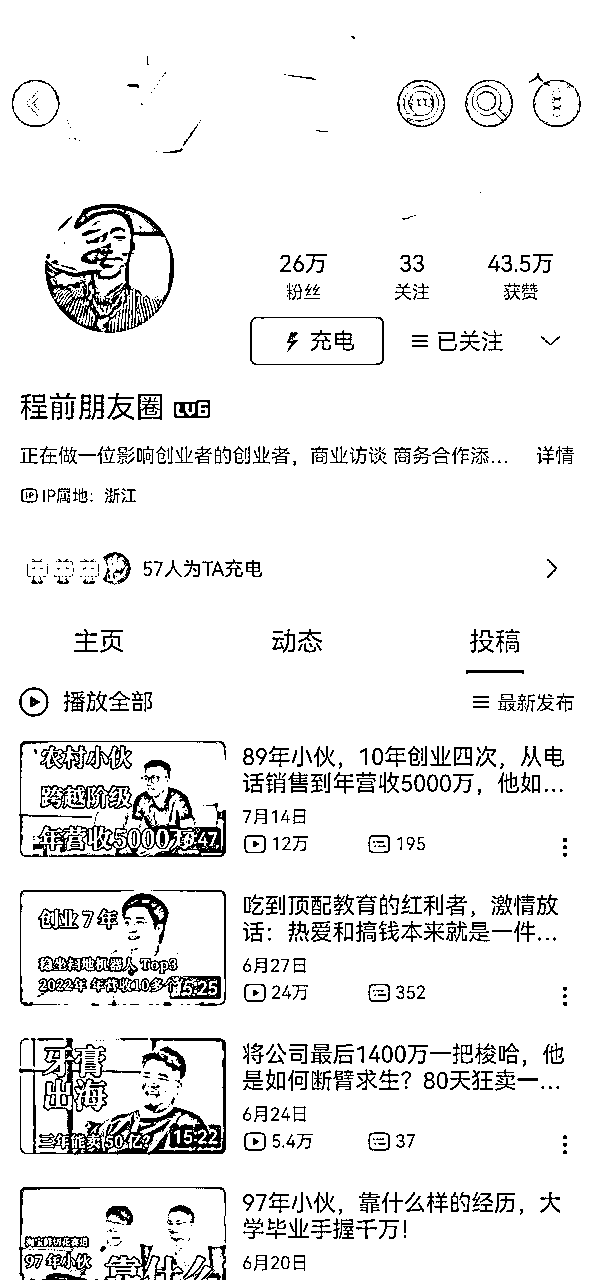 26万
33
43.5万
粉丝
关注
获赞
充电
已关注
程前朋友圈 LV6
正在做一位影响创业者的创业者，商业访谈 商务合作添... 详情
IP属地：浙江
57人为TA充电
主页
动态
投稿
播放全部
最新发布
农村小伙
跨越阶级
年营收5000万
89年小伙，10年创业四次，从电
话销售到年营收5000万，他如...
7月14日
12万
195
创业7年
稳坐扫地机器人 Top3
2022年 年营收10多个
15:25
吃到顶配教育的红利者，激情放
话：热爱和搞钱本来就是一件...
6月27日
24万
352
牙膏
出海
三年能卖50亿?
15:22
将公司最后1400万一把梭哈，他
是如何断臂求生？80天狂卖一...
6月24日
5.4万
37
97年小伙
靠什么
97年小伙，靠什么样的经历，大
学毕业手握千万!
6月20日